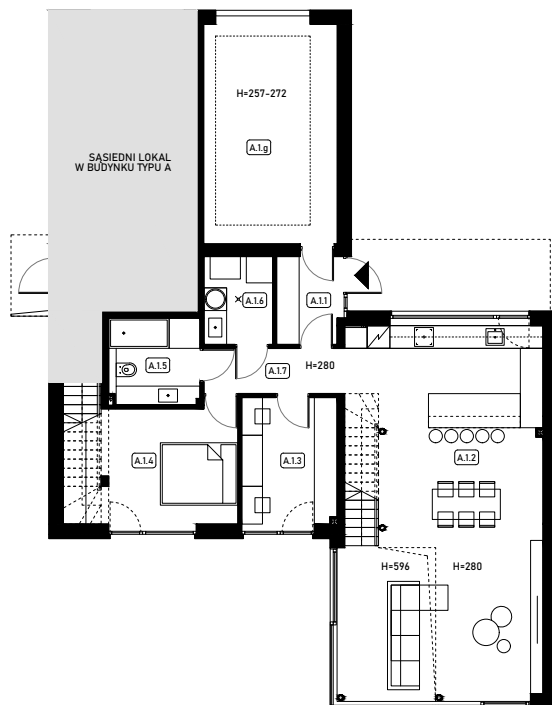 H=257-272
A.1.g
SĄSIEDNI LOKAL
W BUDYNKU TYPU A
A.1.6
A.1.1
A.1.5
A.1.7
H=280
A.1.4
A.1.3
A.1.2
H=596
H=280